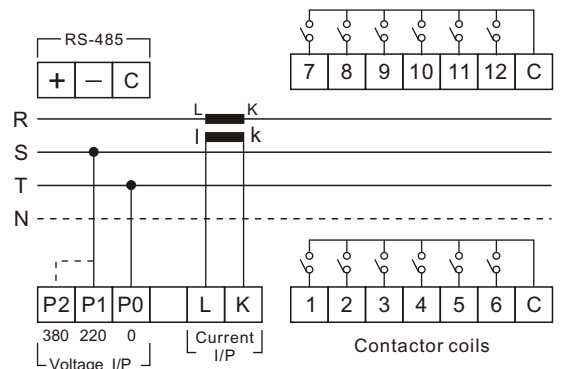 RS-485
+ – C
7 8 9 10 11 12 C
R
L K
l k
S
T
N
P2 P1 P0 L K
380 220 0
Voltage I/P
Current
I/P
1 2 3 4 5 6 C
Contactor coils